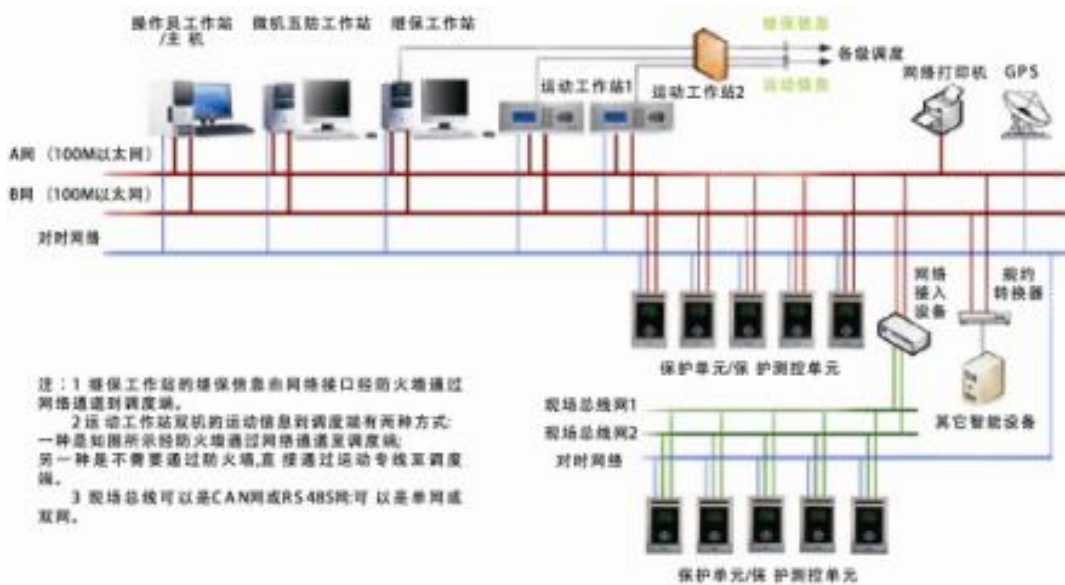 操作员工作站
/主 机
微机五防工作站
继保工作站
继保信息
各级调度
运动信息
运动工作站1
运动工作站2
网络打印机
GPS
A网 (100M以太网)
B网 (100M以太网)
对时网络
网络
接入
设备
规约
转换器
保护单元/保 护测控单元
其它智能设备
注：1 继保工作站的继保信息由网络接口经防火墙通过
网络通道到调度端。
2 运 动工作站双机的运动信息到调度端有两种方式:
一种是如图所示经防火墙通过网络通道至调度端;
另一种是不需要通过防火墙,直 接通过运动专线至调度
端。
3 现场总线可以是CAN网或RS 485网;可 以是单网或
双网。
现场总线网1
现场总线网2
对时网络
保护单元/保 护测控单元